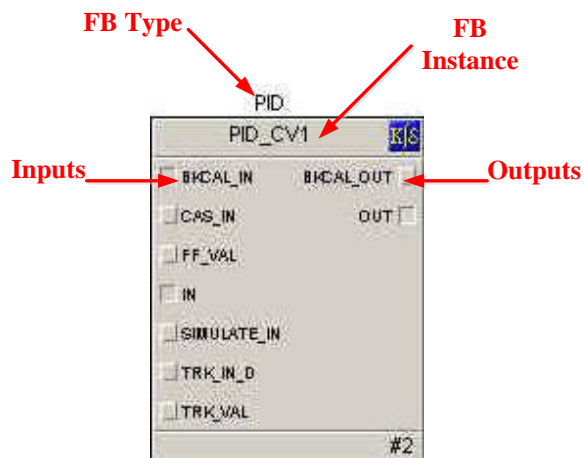 FB Type
FB
Instance
PID
PID_CV1
Inputs
BKCAL_IN BKCAL_OUT
Outputs
CAS_IN OUT
FF_VAL
IN
SIMULATE_IN
TRK_IN_D
TRK_VAL
#2